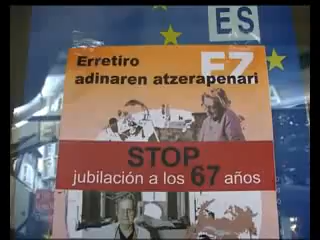 ES
Erretiro EZ
adinaren atzerapenari
STOP
jubilación a los 67 años